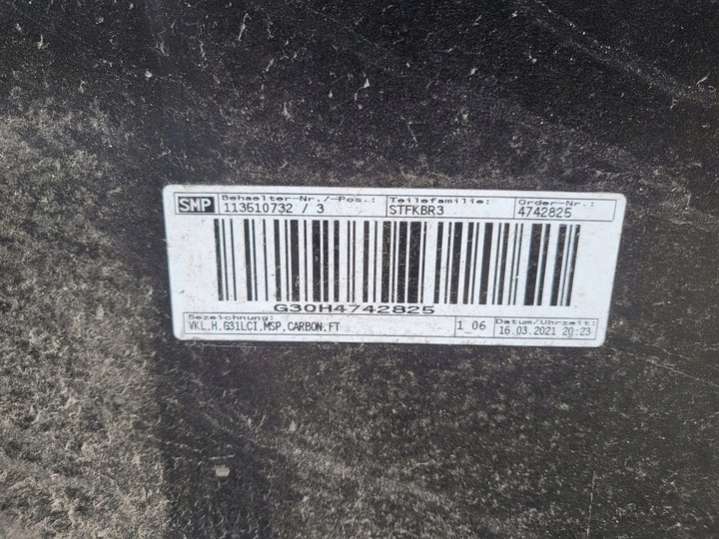 SMP
Behaelter-Nr./-Pos.: Teilefamilie: Order-Nr.:
113610732 / 3 STFKBR3 4742825
G30H4742825
Bezeichnung: Datum/Uhrzeit:
VKL.H.G31LCI.MSP.CARBON.FT 1_06 16.03.2021 20:23